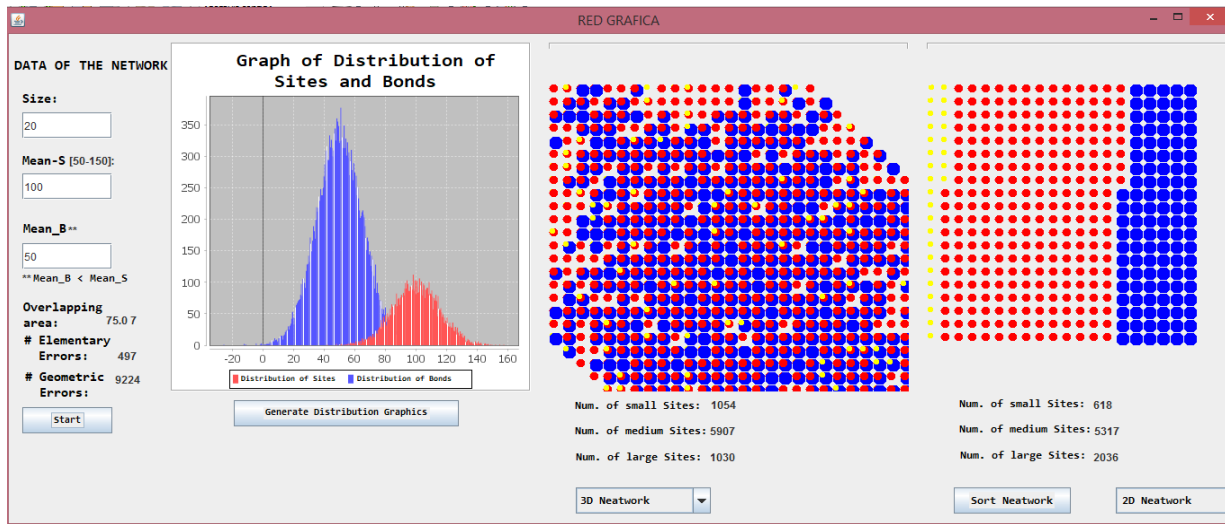 RED GRAFICA
DATA OF THE NETWORK
Size:
20
Mean-S [50-150]:
100
Mean_B**
50
**Mean_B < Mean_S
Overlapping
area: 75.0 7
# Elementary
Errors: 497
# Geometric 9224
Errors:
Start
Graph of Distribution of
Sites and Bonds
350
300
250
200
150
100
50
0
-20 0 20 40 60 80 100 120 140 160
Distribution of Sites Distribution of Bonds
Generate Distribution Graphics
Num. of small Sites: 1054
Num. of medium Sites: 5907
Num. of large Sites: 1030
3D Neatwork
Num. of small Sites: 618
Num. of medium Sites: 5317
Num. of large Sites: 2036
Sort Neatwork
2D Neatwork